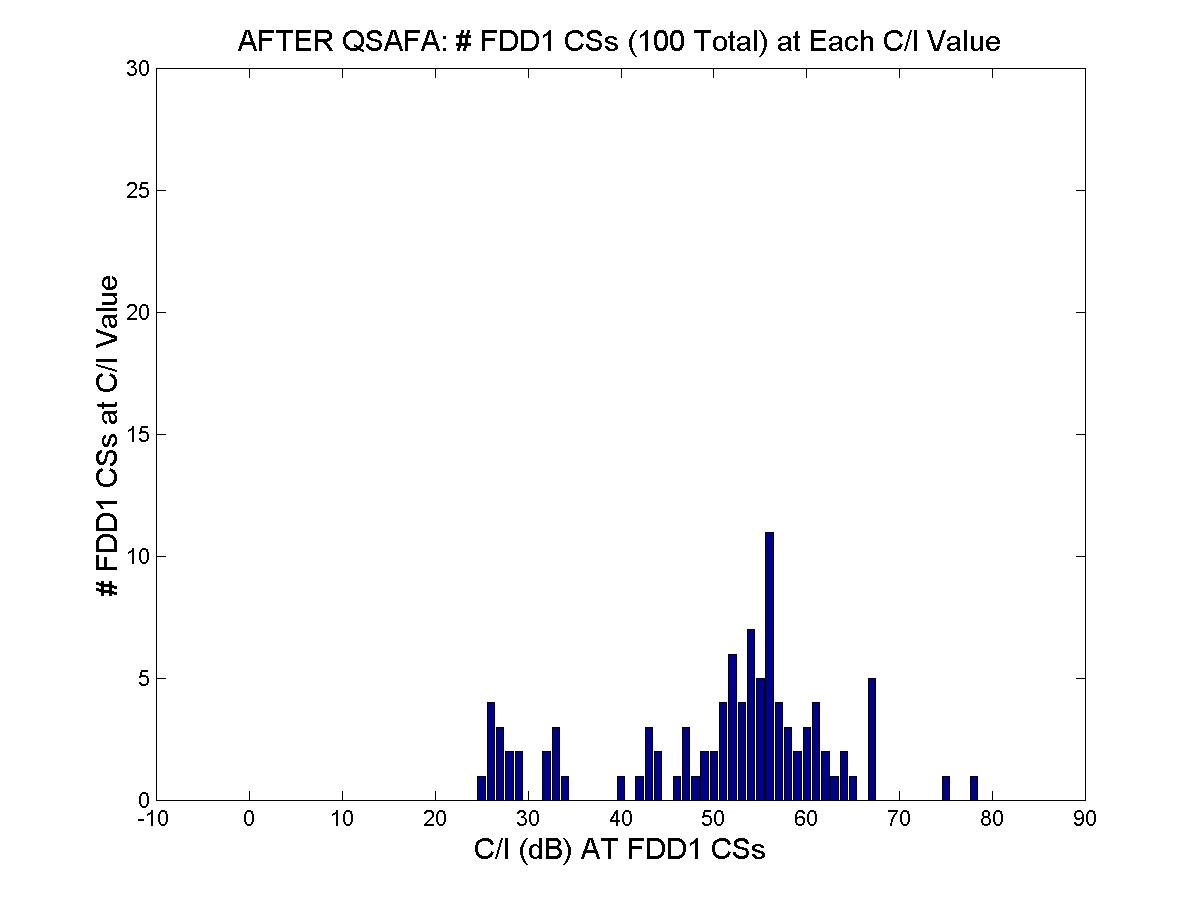 AFTER QSAFA: # FDD1 CSs (100 Total) at Each C/I Value
30
25
20
15
10
5
0
# FDD1 CSs at C/I Value
-10 0 10 20 30 40 50 60 70 80 90
C/I (dB) AT FDD1 CSs